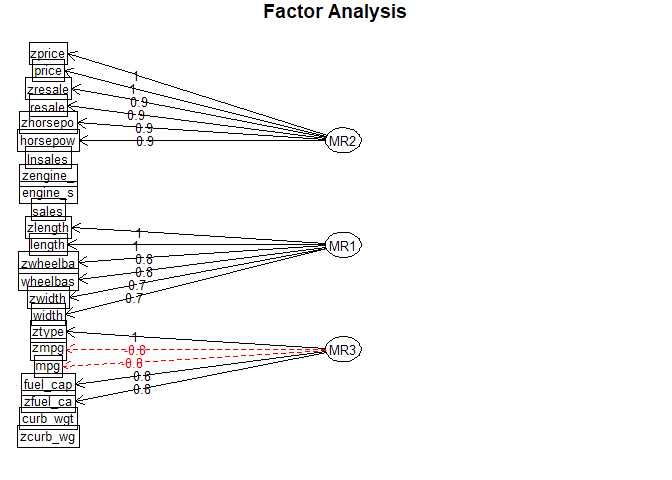 Factor Analysis
zprice
price
zresale
resale
zhorsepo
horsepow
lnsales
zengine_
engine_s
sales
zlength
length
zwheelba
wheelbas
zwidth
width
ztype
zmpg
mpg
fuel_cap
zfuel_ca
curb_wgt
zcurb_wg
1
1
0.9
0.9
0.9
0.9
1
1
0.8
0.8
0.7
0.7
1
-0.8
-0.8
0.8
0.8
MR2
MR1
MR3